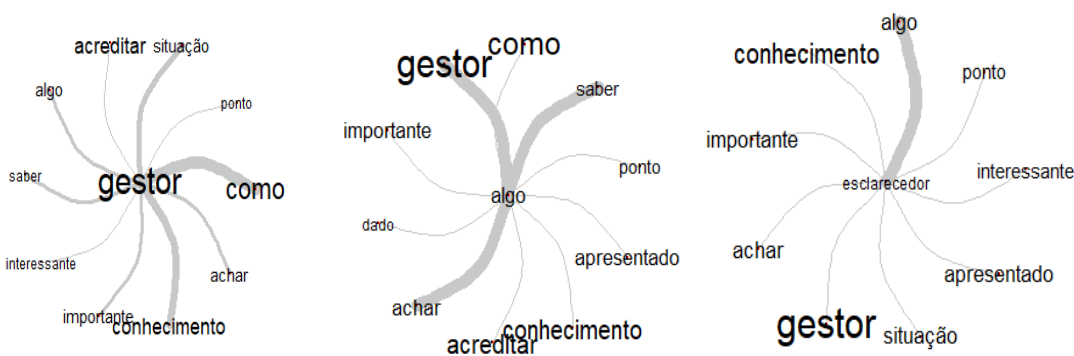 acreditar
situação
algo
ponto
saber
gestor
como
interessante
achar
importante
conhecimento
como
gestor
saber
importante
ponto
algo
dado
apresentado
achar
conhecimento
acreditar
algo
conhecimento
ponto
importante
interessante
esclarecedor
achar
apresentado
gestor
situação